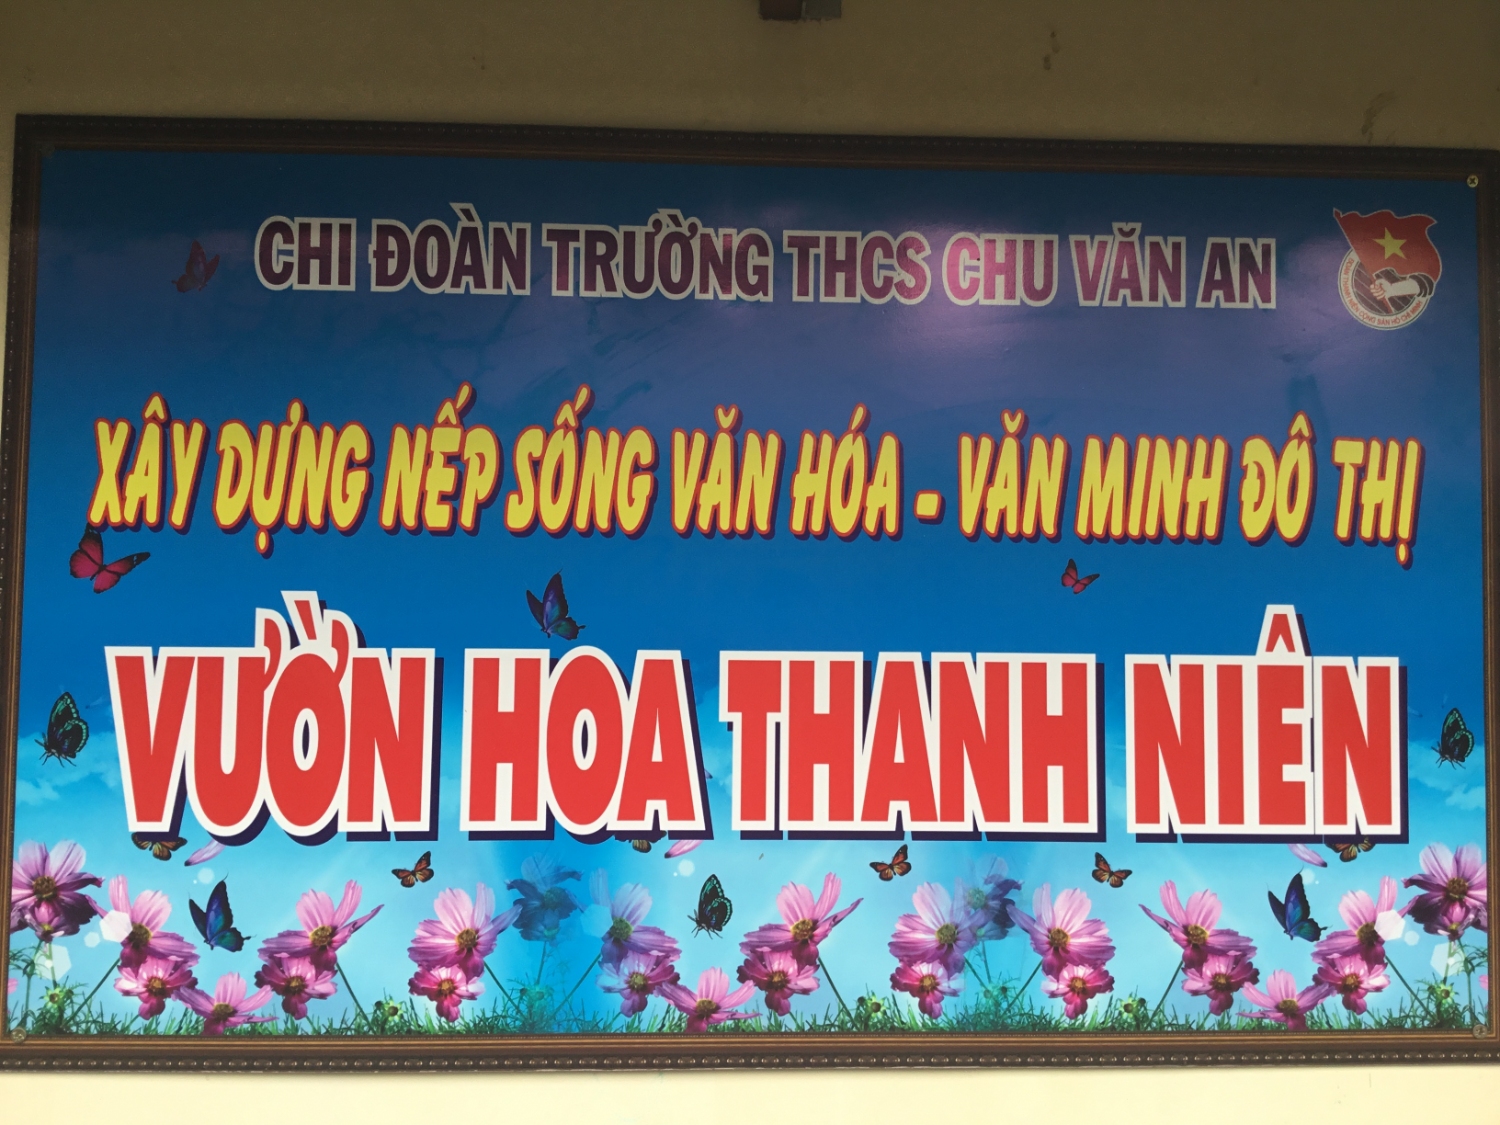 CHI ĐOÀN TRƯỜNG THCS CHU VĂN AN
XÂY DỰNG NẾP SỐNG VĂN HÓA - VĂN MINH ĐÔ THỊ
VƯỜN HOA THANH NIÊN